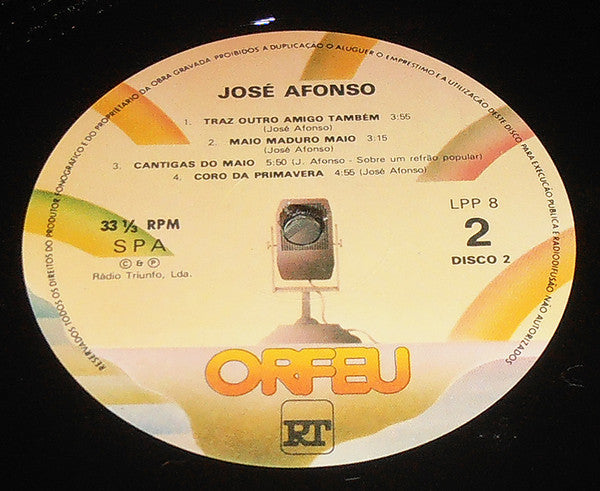 RESERVADOS TODOS OS DIREITOS DO PRODUTOR FONOGRÁFICO E DO PROPRIETÁRIO DA OBRA GRAVADA PROIBIDOS A DUPLICAÇÃO O ALUGUER O EMPRÉSTIMO E A UTILIZAÇÃO DESTE DISCO PARA EXECUÇÃO PÚBLICA E RADIODIFUSÃO NÃO AUTORIZADOS
JOSÉ AFONSO
1. TRAZ OUTRO AMIGO TAMBÉM 3:55
(José Afonso)
2. MAIO MADURO MAIO 3:15
(José Afonso)
3. CANTIGAS DO MAIO 5:50 (J. Afonso - Sobre um refrão popular)
4. CORO DA PRIMAVERA 4:55 (José Afonso)
33 1/3 RPM
SPA
© & ℗
Rádio Triunfo, Lda.
LPP 8
2
DISCO 2
ORFEU
RT